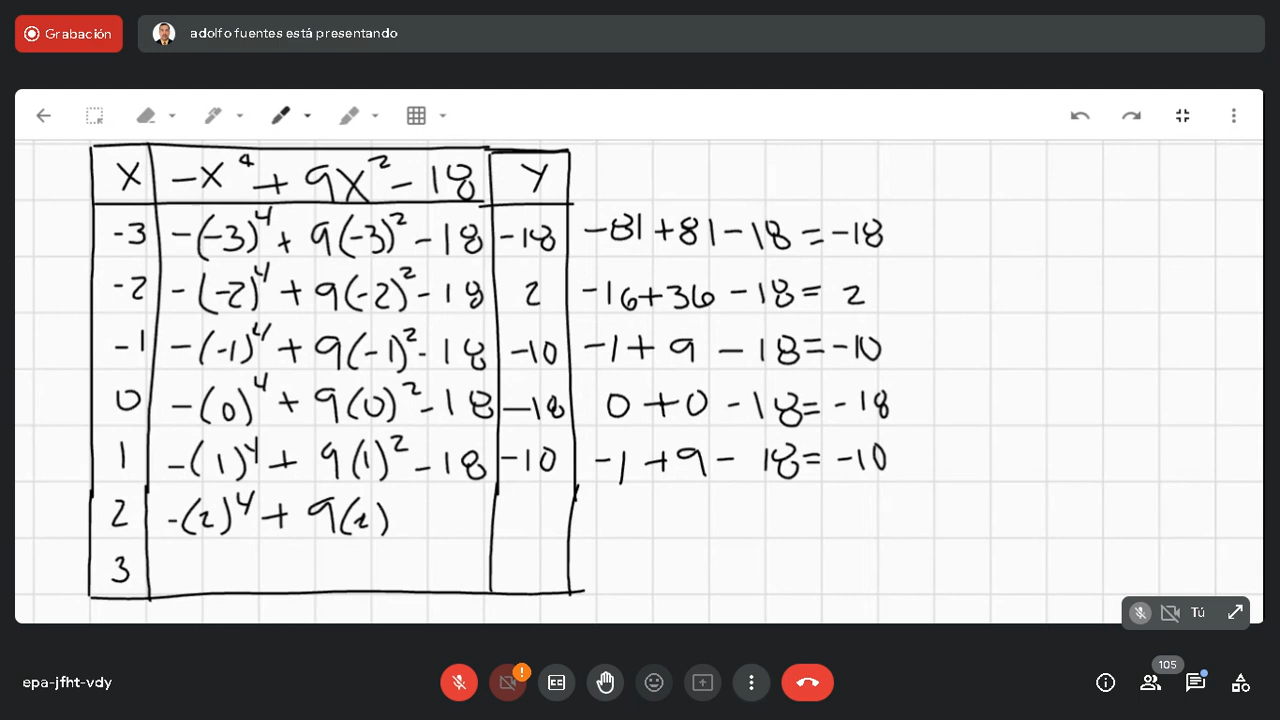 Grabación
adolfo fuentes está presentando
X -X⁴ + 9X² - 18 Y
-3 -(-3)⁴ + 9(-3)² - 18 -18 -81 + 81 - 18 = -18
-2 -(-2)⁴ + 9(-2)² - 18 2 -16 + 36 - 18 = 2
-1 -(-1)⁴ + 9(-1)² - 18 -10 -1 + 9 - 18 = -10
0 -(0)⁴ + 9(0)² - 18 -18 0 + 0 - 18 = -18
1 -(1)⁴ + 9(1)² - 18 -10 -1 + 9 - 18 = -10
2 -(2)⁴ + 9(2)
3
Tú
epa-jfht-vdy
105